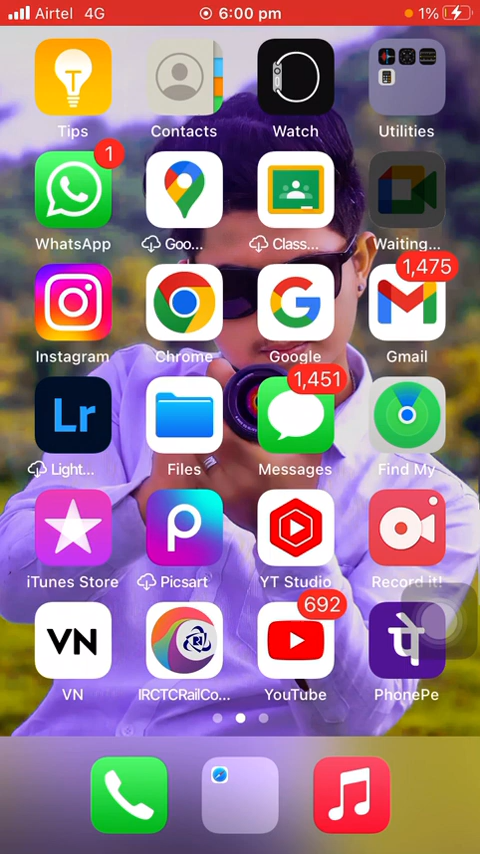 Airtel 4G 6:00 pm 1%
T
Tips Contacts Watch Utilities
1
WhatsApp Goo... Class... Waiting...
1,475
Instagram Chrome Google Gmail
Lr 1,451
Light... Files Messages Find My
iTunes Store Picsart YT Studio Record it!
692
VN पे
VN IRCTCRailCo... YouTube PhonePe